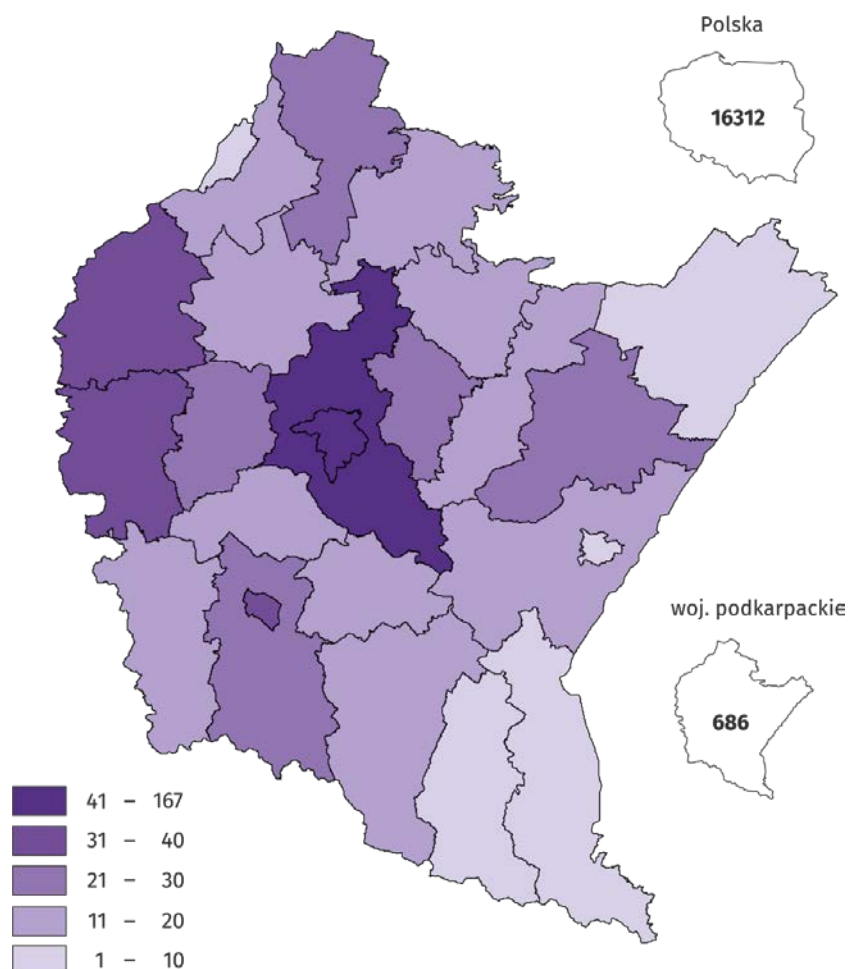 Polska
16312
woj. podkarpackie
686
41 – 167
31 – 40
21 – 30
11 – 20
1 – 10